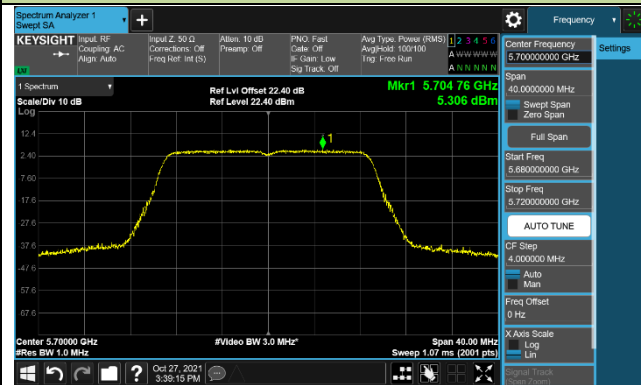 Spectrum Analyzer 1
Swept SA
Frequency
KEYSIGHT
Input: RF
Coupling: AC
Align: Auto
Input Z: 50 Ω
Corrections: Off
Freq Ref: Int (S)
Atten: 10 dB
Preamp: Off
PNO: Fast
Gate: Off
IF Gain: Low
Sig Track: Off
Avg Type: Power (RMS)
Avg|Hold: 100/100
Trig: Free Run
1 2 3 4 5 6
A W W W W W
A N N N N N
LXI
Center Frequency
5.700000000 GHz
Settings
Span
40.0000000 MHz
Swept Span
Zero Span
Full Span
Start Freq
5.680000000 GHz
Stop Freq
5.720000000 GHz
AUTO TUNE
CF Step
4.000000 MHz
Auto
Man
Freq Offset
0 Hz
X Axis Scale
Log
Lin
Signal Track
(Span Zoom)
1 Spectrum
Scale/Div 10 dB
Log
Ref Lvl Offset 22.40 dB
Ref Level 22.40 dBm
Mkr1 5.704 76 GHz
5.306 dBm
1
12.4
2.40
-7.60
-17.6
-27.6
-37.6
-47.6
-57.6
-67.6
Center 5.70000 GHz
#Res BW 1.0 MHz
#Video BW 3.0 MHz*
Span 40.00 MHz
Sweep 1.07 ms (2001 pts)
?
Oct 27, 2021
3:39:15 PM